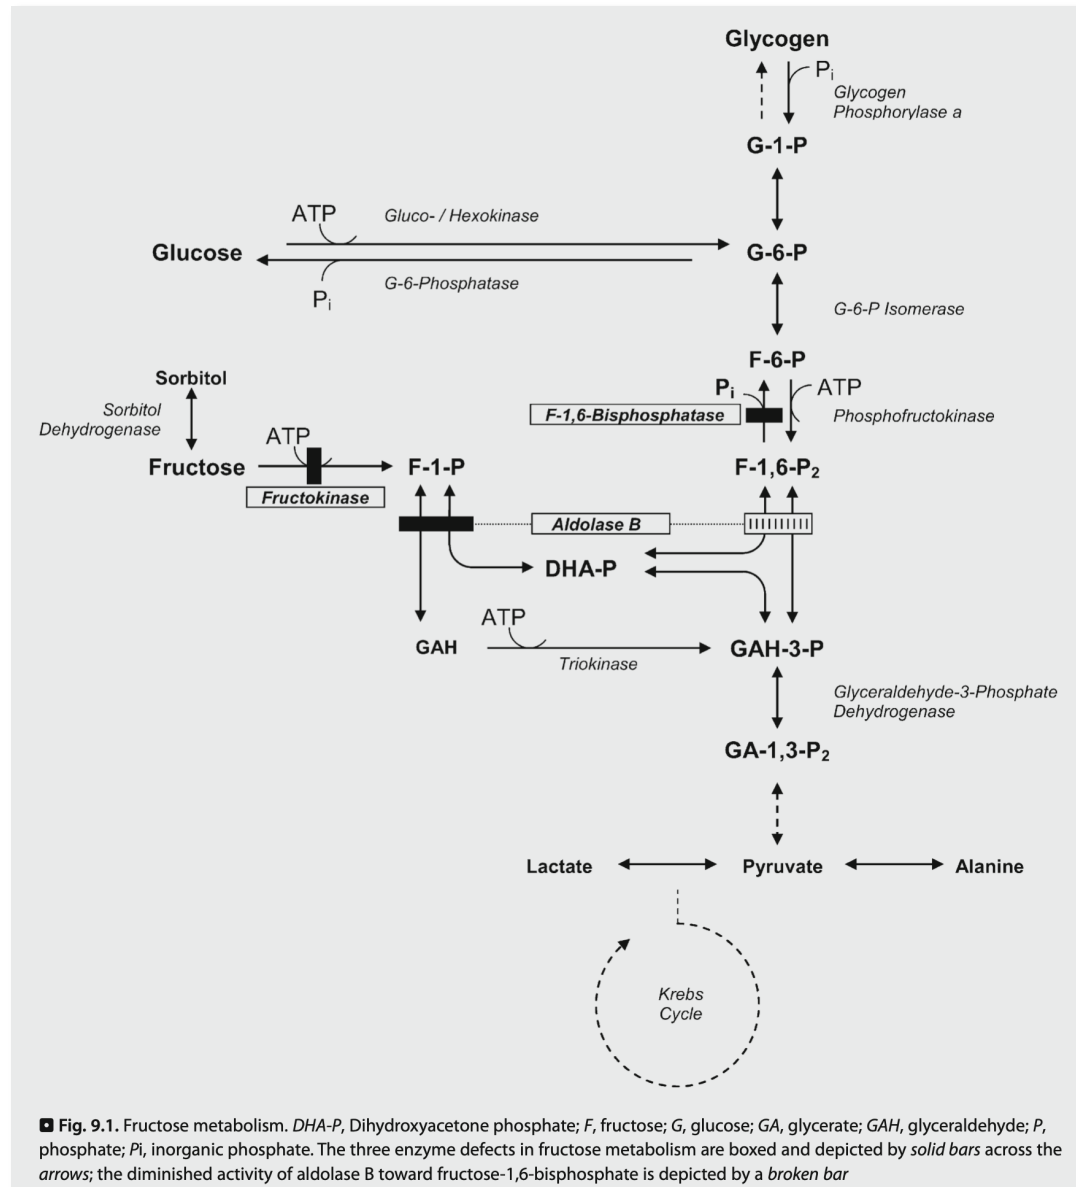 Glycogen
Pi
Glycogen
Phosphorylase a
G-1-P
ATP
Gluco- / Hexokinase
Glucose
G-6-P
G-6-Phosphatase
Pi
G-6-P Isomerase
F-6-P
Sorbitol
Pi
ATP
Sorbitol
Dehydrogenase
F-1,6-Bisphosphatase
Phosphofructokinase
ATP
Fructose
F-1-P
F-1,6-P2
Fructokinase
Aldolase B
DHA-P
ATP
GAH
GAH-3-P
Triokinase
Glyceraldehyde-3-Phosphate
Dehydrogenase
GA-1,3-P2
Lactate
Pyruvate
Alanine
Krebs
Cycle
Fig. 9.1. Fructose metabolism. DHA-P, Dihydroxyacetone phosphate; F, fructose; G, glucose; GA, glycerate; GAH, glyceraldehyde; P,
phosphate; Pi, inorganic phosphate. The three enzyme defects in fructose metabolism are boxed and depicted by solid bars across the
arrows; the diminished activity of aldolase B toward fructose-1,6-bisphosphate is depicted by a broken bar